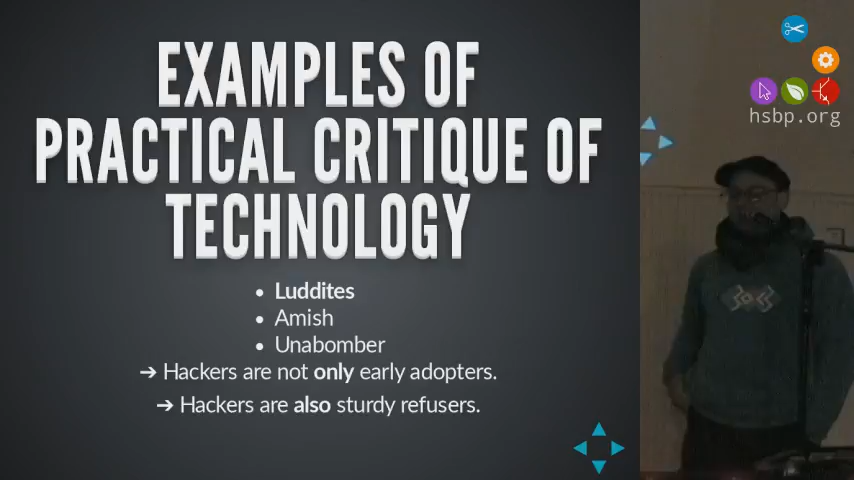 EXAMPLES OF
PRACTICAL CRITIQUE OF
TECHNOLOGY
• Luddites
• Amish
• Unabomber
➔ Hackers are not only early adopters.
➔ Hackers are also sturdy refusers.
hsbp.org